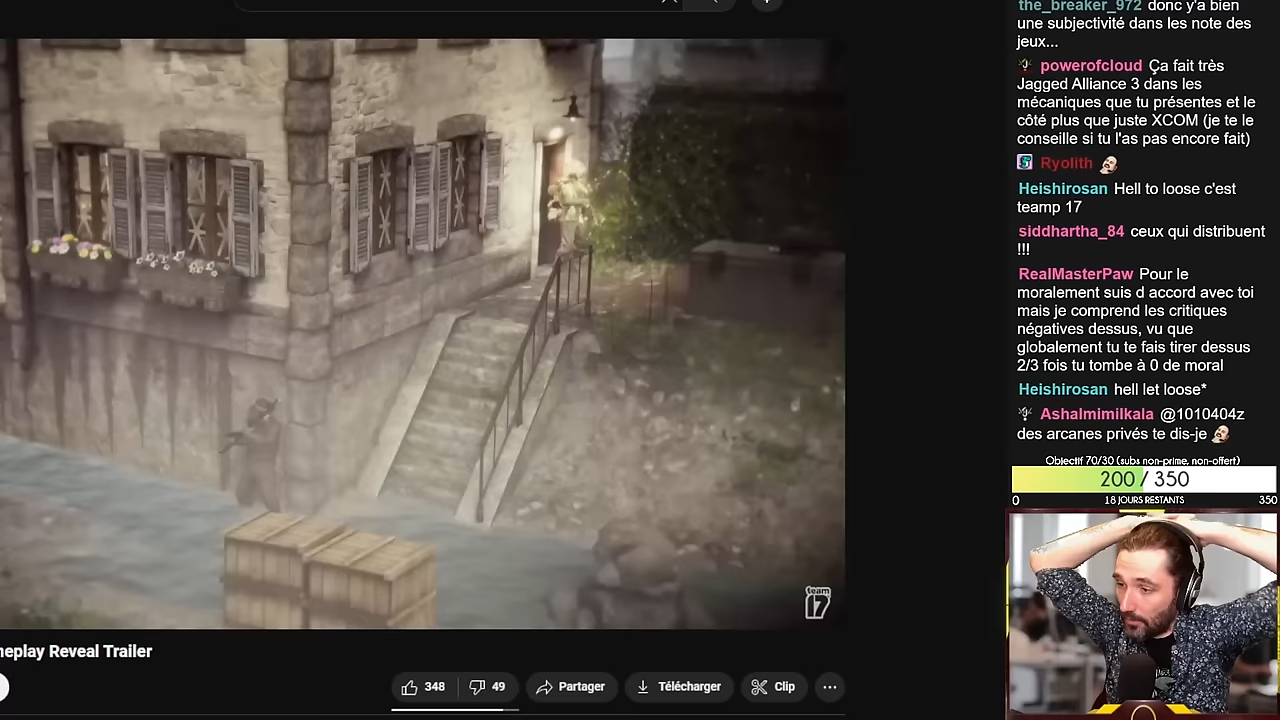 the_breaker_972 donc y'a bien
une subjectivité dans les note des
jeux...
powerofcloud Ça fait très
Jagged Alliance 3 dans les
mécaniques que tu présentes et le
côté plus que juste XCOM (je te le
conseille si tu l'as pas encore fait)
Ryolith
Heishirosan Hell to loose c'est
teamp 17
siddhartha_84 ceux qui distribuent
!!!
RealMasterPaw Pour le
moralement suis d accord avec toi
mais je comprend les critiques
négatives dessus, vu que
globalement tu te fais tirer dessus
2/3 fois tu tombe à 0 de moral
Heishirosan hell let loose*
Ashalmimilkala @1010404z
des arcanes privés te dis-je
Objectif 70/30 (subs non-prime, non-offert)
200 / 350
0 18 JOURS RESTANTS 350
team
17
eplay Reveal Trailer
348 49 Partager Télécharger Clip